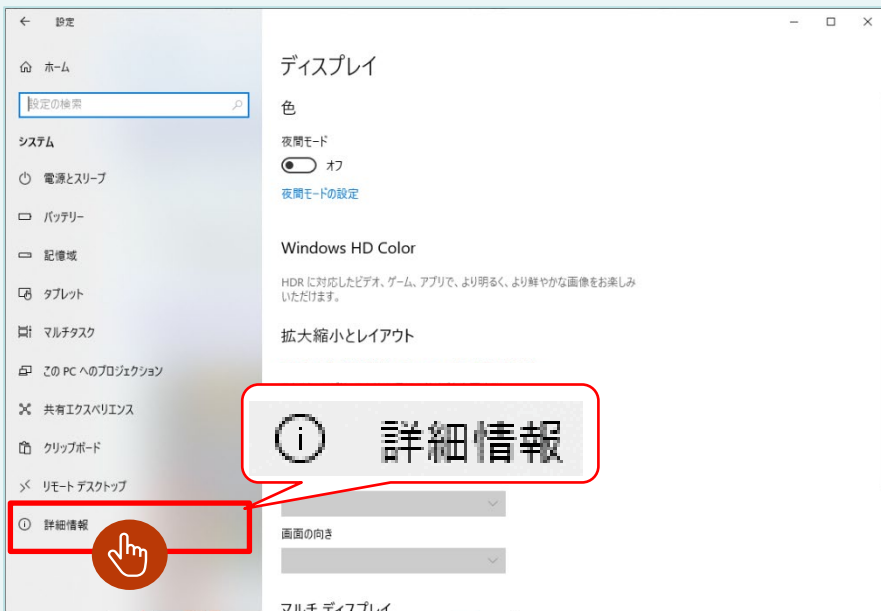 設定
ホーム
設定の検索
システム
電源とスリープ
バッテリー
記憶域
タブレット
マルチタスク
この PC へのプロジェクション
共有エクスペリエンス
クリップボード
リモート デスクトップ
詳細情報
ディスプレイ
色
夜間モード
オフ
夜間モードの設定
Windows HD Color
HDR に対応したビデオ、ゲーム、アプリで、より明るく、より鮮やかな画像をお楽しみ
いただけます。
拡大縮小とレイアウト
詳細情報
画面の向き
マルチ ディスプレイ